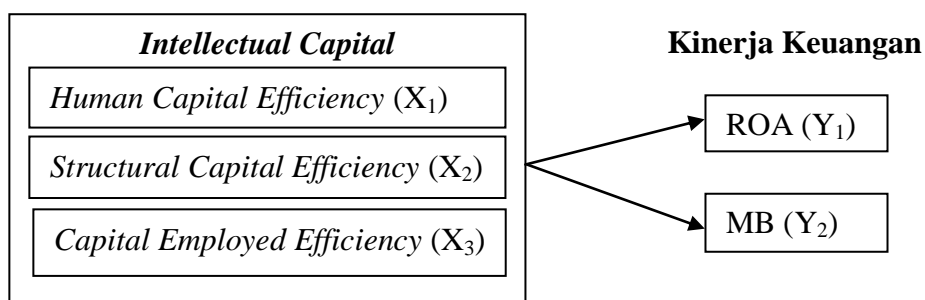 Intellectual Capital
Human Capital Efficiency (X₁)
Structural Capital Efficiency (X₂)
Capital Employed Efficiency (X₃)
Kinerja Keuangan
ROA (Y₁)
MB (Y₂)